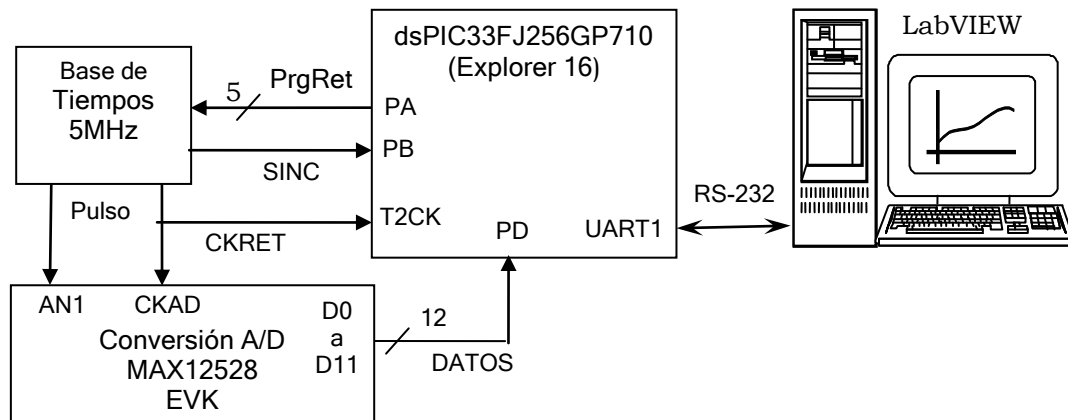 dsPIC33FJ256GP710
(Explorer 16)
LabVIEW
Base de
Tiempos
5MHz
5
PrgRet
PA
PB
SINC
Pulso
T2CK
CKRET
PD
UART1
RS-232
AN1
CKAD
D0
a
D11
Conversión A/D
MAX12528
EVK
12
DATOS